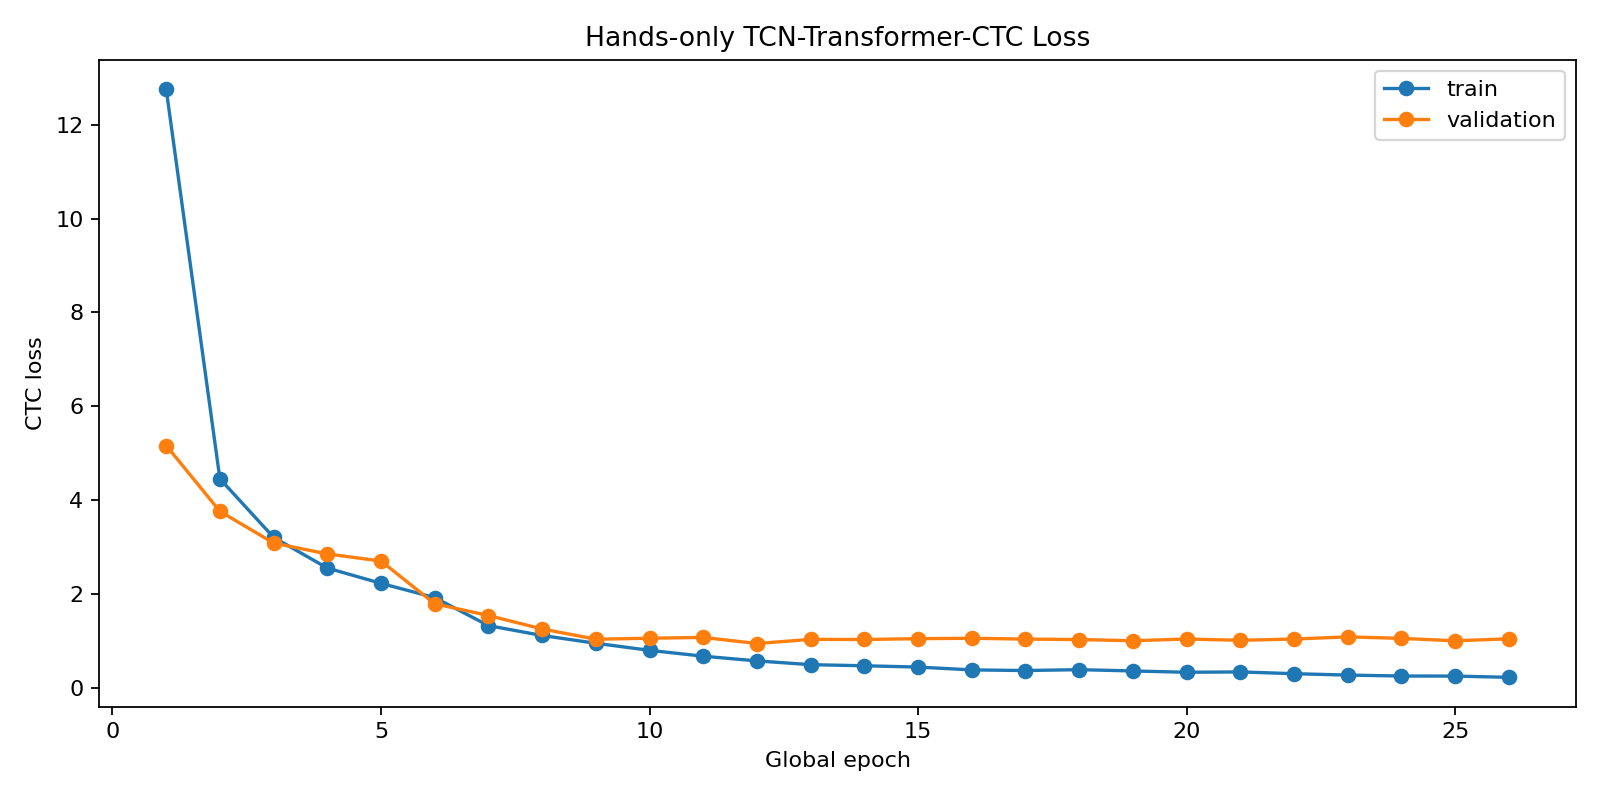 Hands-only TCN-Transformer-CTC Loss
train
validation
12
10
8
6
4
2
0
CTC loss
0 5 10 15 20 25
Global epoch